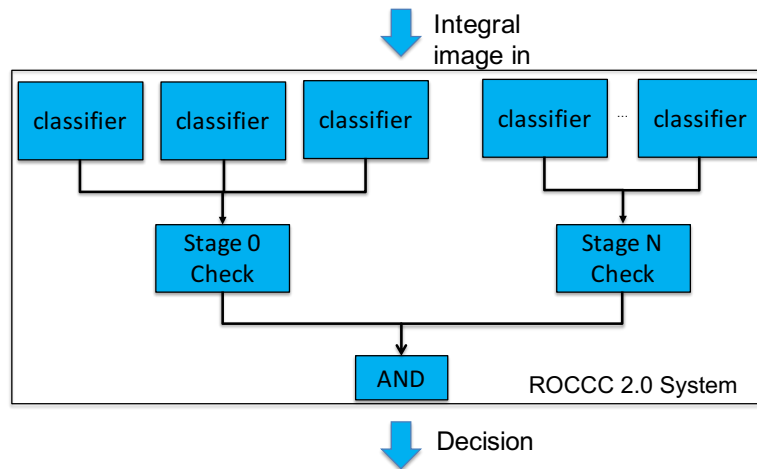 Integral
image in
classifier
classifier
classifier
classifier
...
classifier
Stage 0
Check
Stage N
Check
AND
ROCCC 2.0 System
Decision